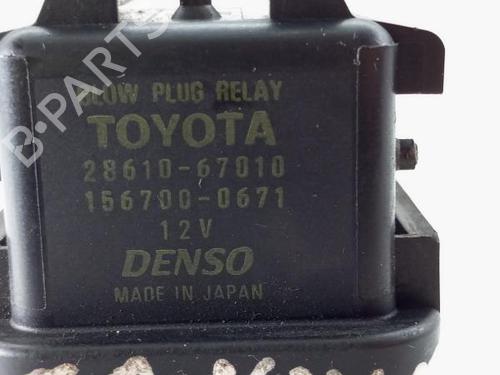 B-PARTS
GLOW PLUG RELAY
TOYOTA
28610-67010
156700-0671
12V
DENSO
MADE IN JAPAN